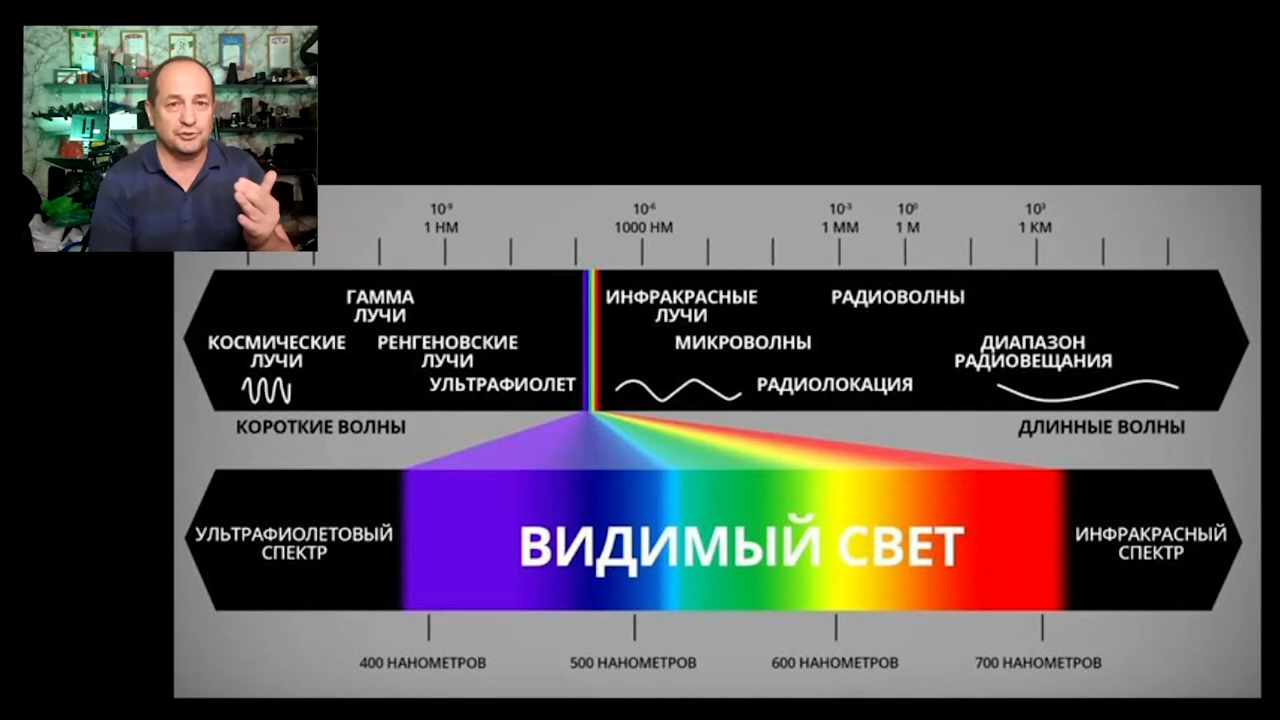 10⁻⁹ 10⁻⁶ 10⁻³ 10⁰ 10³
1 НМ 1000 НМ 1 ММ 1 М 1 КМ
ГАММА ИНФРАКРАСНЫЕ РАДИОВОЛНЫ
ЛУЧИ ЛУЧИ
КОСМИЧЕСКИЕ РЕНГЕНОВСКИЕ МИКРОВОЛНЫ ДИАПАЗОН
ЛУЧИ ЛУЧИ РАДИОВЕЩАНИЯ
УЛЬТРАФИОЛЕТ РАДИОЛОКАЦИЯ
КОРОТКИЕ ВОЛНЫ ДЛИННЫЕ ВОЛНЫ
УЛЬТРАФИОЛЕТОВЫЙ ВИДИМЫЙ СВЕТ ИНФРАКРАСНЫЙ
СПЕКТР СПЕКТР
400 НАНОМЕТРОВ 500 НАНОМЕТРОВ 600 НАНОМЕТРОВ 700 НАНОМЕТРОВ